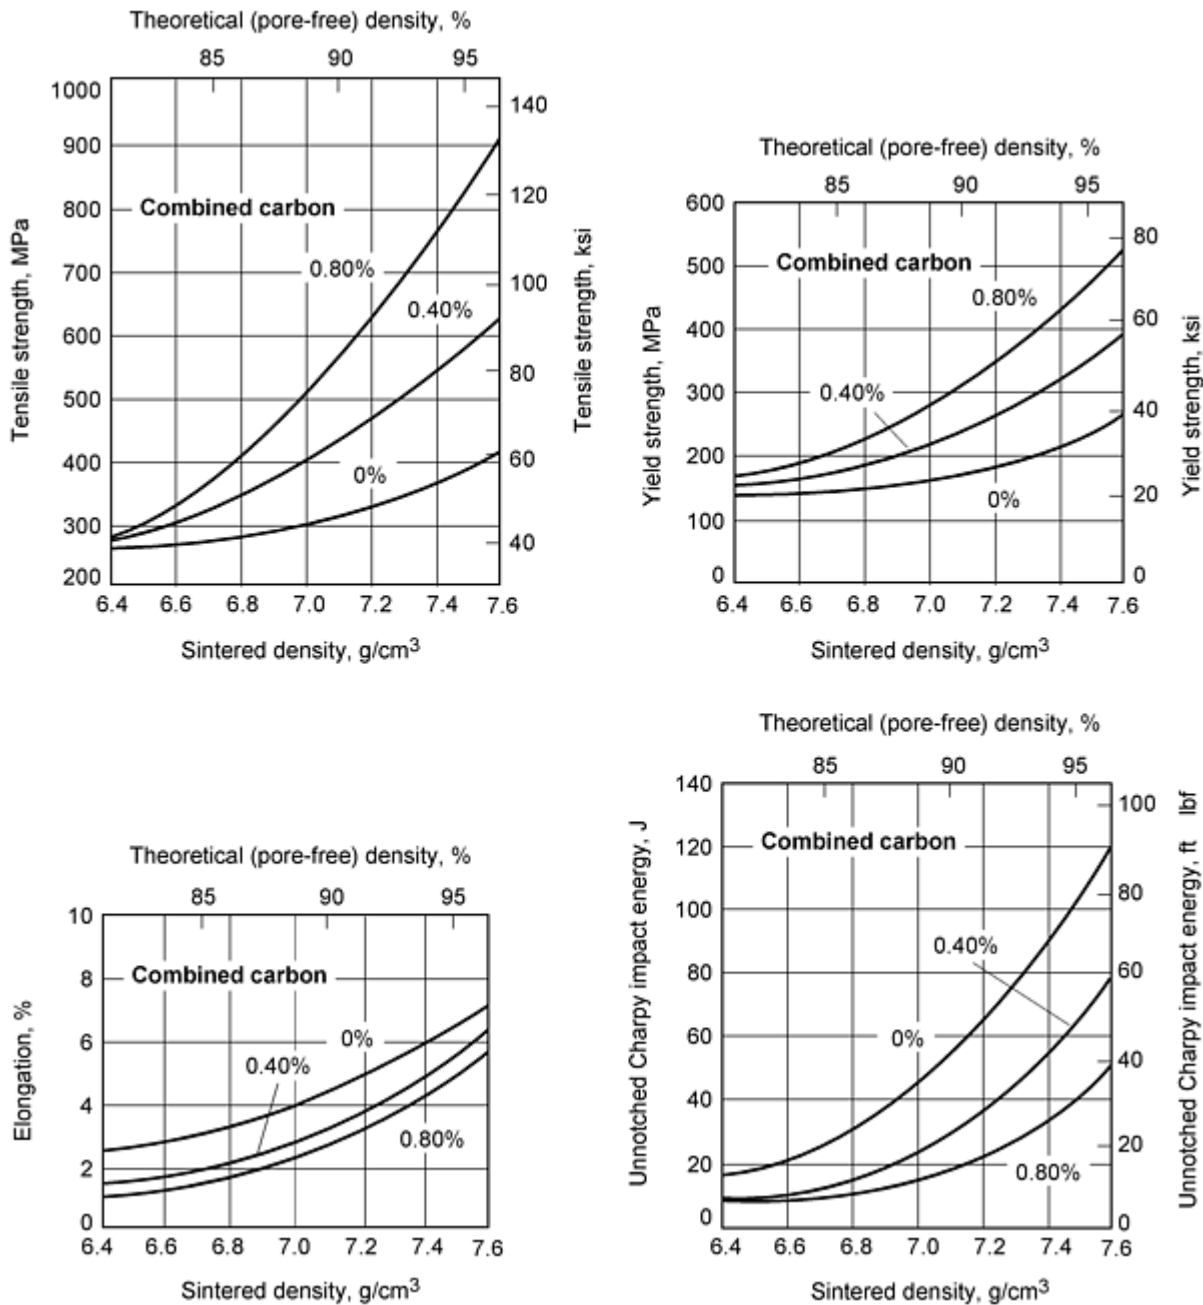 Theoretical (pore-free) density, %
85 90 95
1000
900
800
700
600
500
400
300
200
Tensile strength, MPa
140
120
100
80
60
40
Tensile strength, ksi
Combined carbon
0.80%
0.40%
0%
6.4 6.6 6.8 7.0 7.2 7.4 7.6
Sintered density, g/cm³
Theoretical (pore-free) density, %
85 90 95
600
500
400
300
200
100
0
Yield strength, MPa
80
60
40
20
0
Yield strength, ksi
Combined carbon
0.80%
0.40%
0%
6.4 6.6 6.8 7.0 7.2 7.4 7.6
Sintered density, g/cm³
Theoretical (pore-free) density, %
85 90 95
10
8
6
4
2
0
Elongation, %
Combined carbon
0%
0.40%
0.80%
6.4 6.6 6.8 7.0 7.2 7.4 7.6
Sintered density, g/cm³
Theoretical (pore-free) density, %
85 90 95
140
120
100
80
60
40
20
0
Unnotched Charpy impact energy, J
100
80
60
40
20
0
Unnotched Charpy impact energy, ft lbf
Combined carbon
0.40%
0%
0.80%
6.4 6.6 6.8 7.0 7.2 7.4 7.6
Sintered density, g/cm³